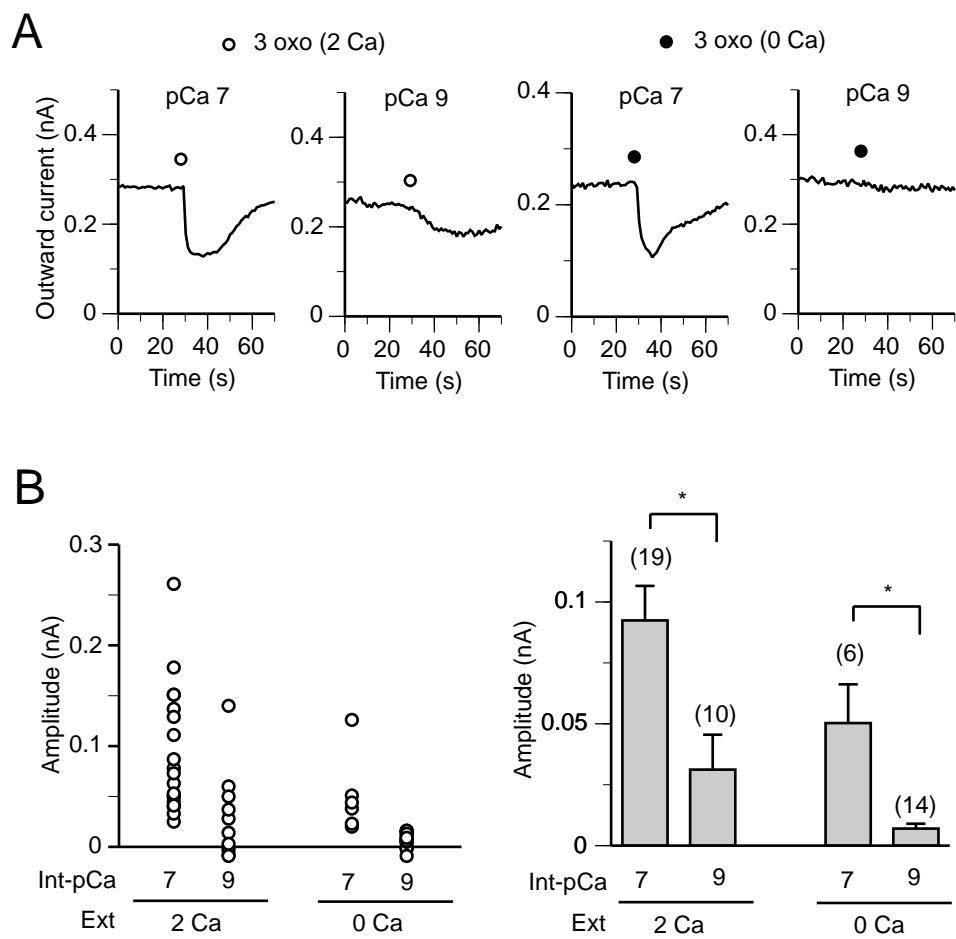 A
3 oxo (2 Ca)
3 oxo (0 Ca)
pCa 7
pCa 9
pCa 7
pCa 9
Outward current (nA)
0.4
0.2
0
0.4
0.2
0
0.4
0.2
0
0.4
0.2
0
0 20 40 60
0 20 40 60
0 20 40 60
0 20 40 60
Time (s)
Time (s)
Time (s)
Time (s)
B
Amplitude (nA)
0.3
0.2
0.1
0
Int-pCa 7 9 7 9
Ext 2 Ca 0 Ca
Amplitude (nA)
0.1
0.05
0
*
(19)
(10)
*
(6)
(14)
Int-pCa 7 9 7 9
Ext 2 Ca 0 Ca